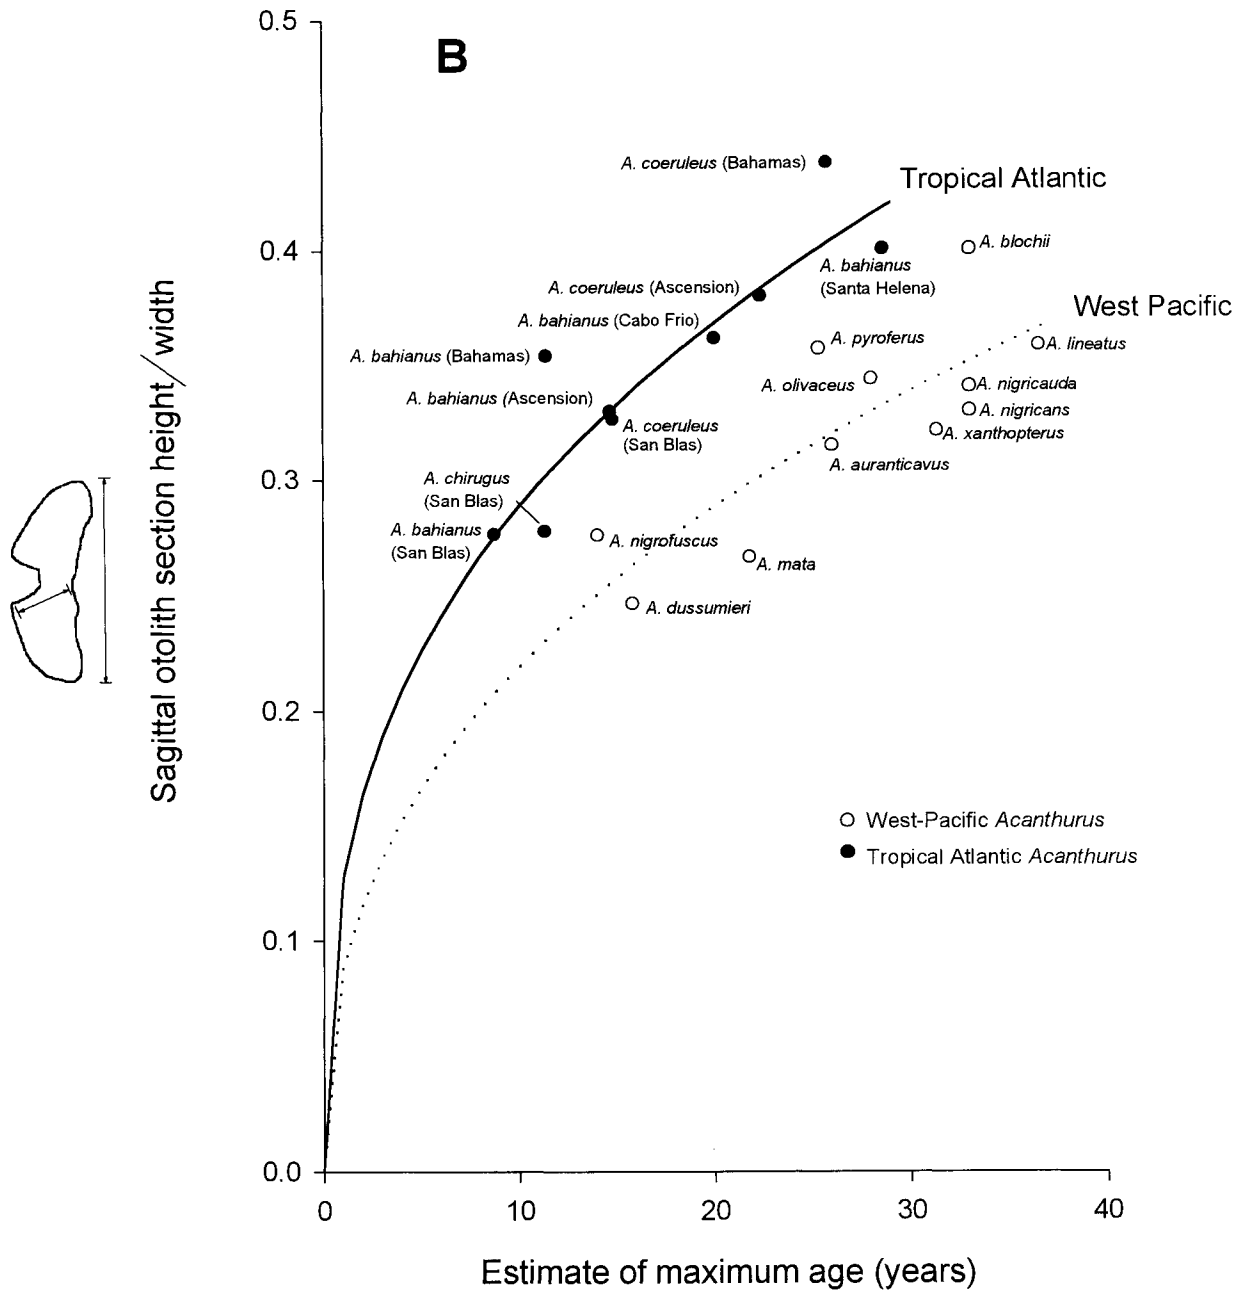 B
0.5
0.4
0.3
0.2
0.1
0.0
Sagittal otolith section height/width
A. coeruleus (Bahamas)
Tropical Atlantic
A. blochii
A. bahianus
(Santa Helena)
A. coeruleus (Ascension)
West Pacific
A. bahianus (Cabo Frio)
A. pyroferus
A. lineatus
A. bahianus (Bahamas)
A. olivaceus
A. nigricauda
A. bahianus (Ascension)
A. nigricans
A. coeruleus
(San Blas)
A. xanthopterus
A. auranticavus
A. chirugus
(San Blas)
A. bahianus
(San Blas)
A. nigrofuscus
A. mata
A. dussumieri
West-Pacific Acanthurus
Tropical Atlantic Acanthurus
0 10 20 30 40
Estimate of maximum age (years)